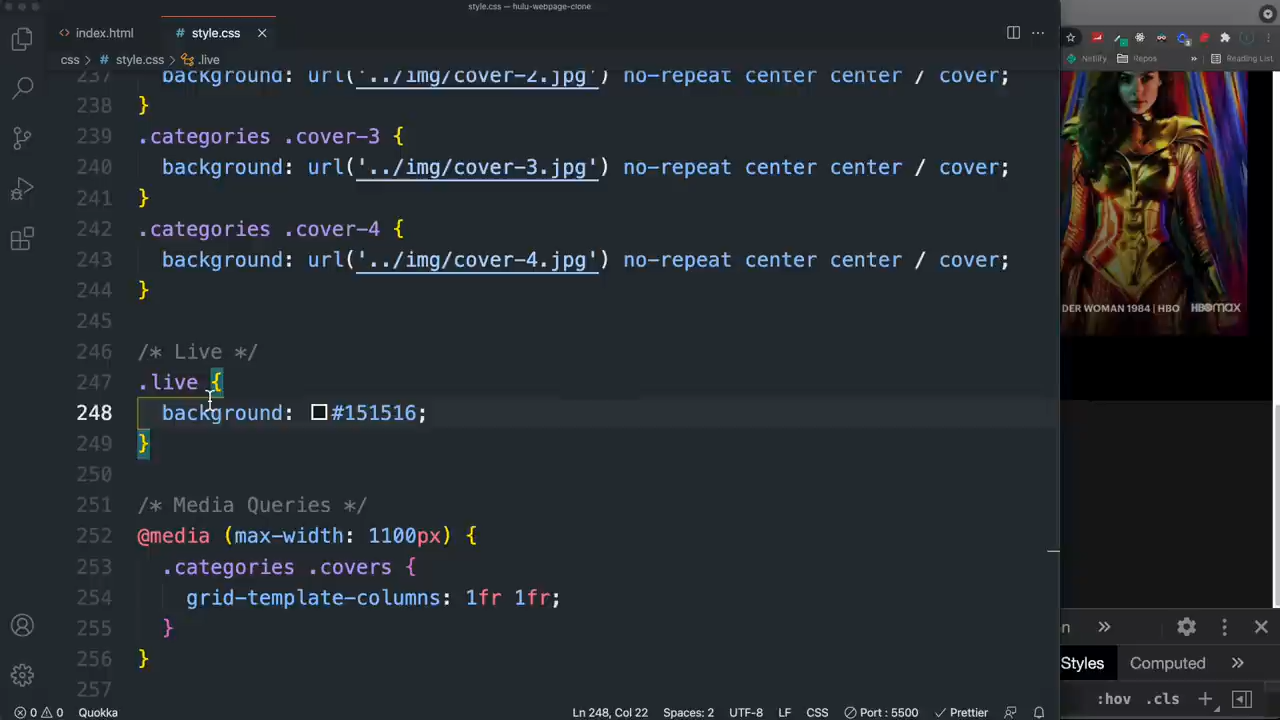 style.css — hulu-webpage-clone
<> index.html # style.css
css > # style.css > .live
237 background: url('../img/cover-2.jpg') no-repeat center center / cover;
238 }
239 .categories .cover-3 {
240 background: url('../img/cover-3.jpg') no-repeat center center / cover;
241 }
242 .categories .cover-4 {
243 background: url('../img/cover-4.jpg') no-repeat center center / cover;
244 }
245
246 /* Live */
247 .live {
248 background: #151516;
249 }
250
251 /* Media Queries */
252 @media (max-width: 1100px) {
253 .categories .covers {
254 grid-template-columns: 1fr 1fr;
255 }
256 }
257
0 0 Quokka Ln 248, Col 22 Spaces: 2 UTF-8 LF CSS Port : 5500 Prettier
Netlify Repos » Reading List
DER WOMAN 1984 | HBO HBOMAX
on »
Styles Computed »
:hov .cls +